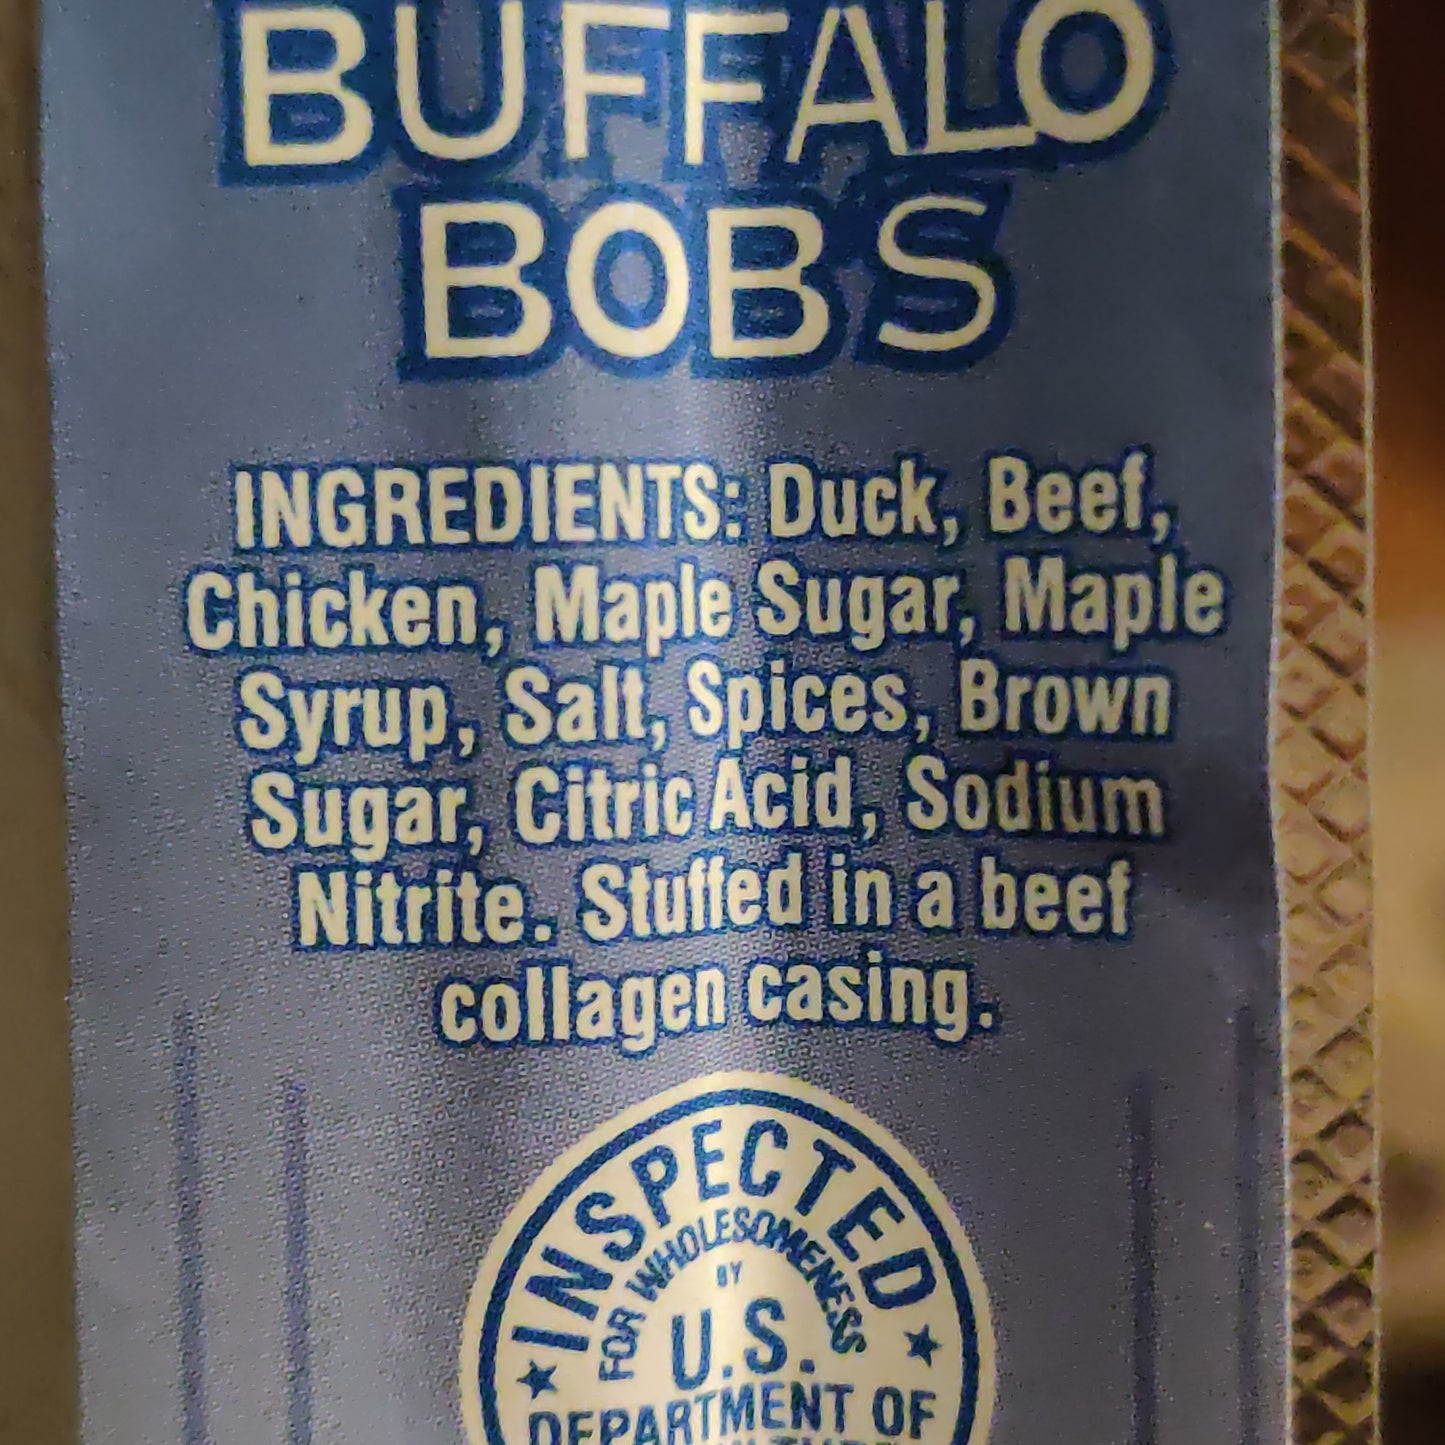 BUFFALO
BOB'S
INGREDIENTS: Duck, Beef,
Chicken, Maple Sugar, Maple
Syrup, Salt, Spices, Brown
Sugar, Citric Acid, Sodium
Nitrite. Stuffed in a beef
collagen casing.
INSPECTED
FOR WHOLESOMENESS
BY
U.S.
DEPARTMENT OF